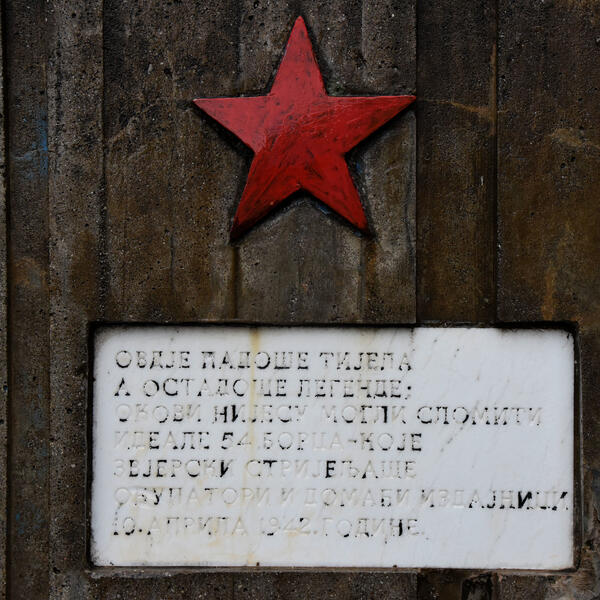 ОВДЈЕ ПАДОШЕ ТИЈЕЛА
А ОСТАДОШЕ ЛЕГЕНДЕ;
ОКОВИ НИЈЕСУ МОГЛИ СЛОМИТИ
ИДЕАЛЕ 54 БОРЦА-КОЈЕ
ЗВЈЕРСКИ СТРИЈЕЉАШЕ
ОКУПАТОРИ И ДОМАЋИ ИЗДАЈНИЦИ
10. АПРИЛА 1942. ГОДИНЕ.